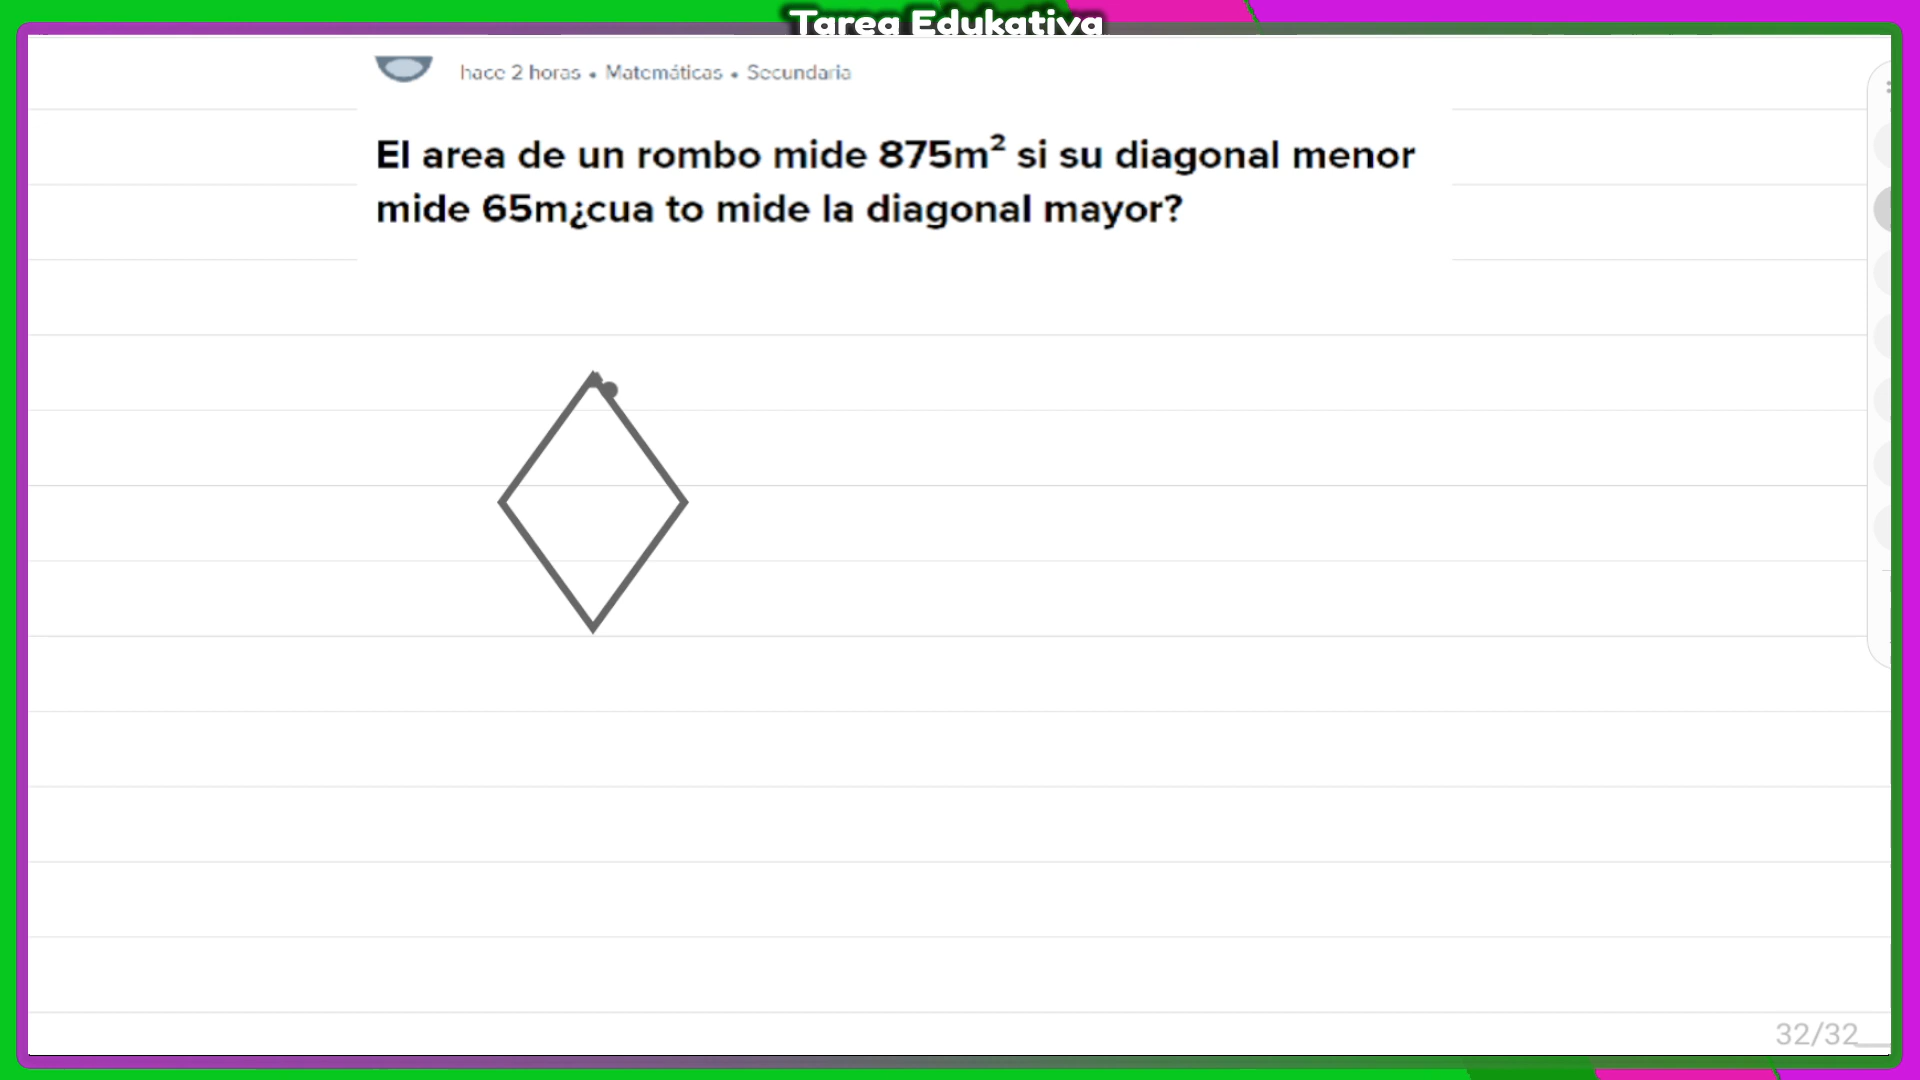 Tarea Edukativa
hace 2 horas • Matemáticas • Secundaria
El area de un rombo mide 875m² si su diagonal menor
mide 65m¿cua to mide la diagonal mayor?
32/32